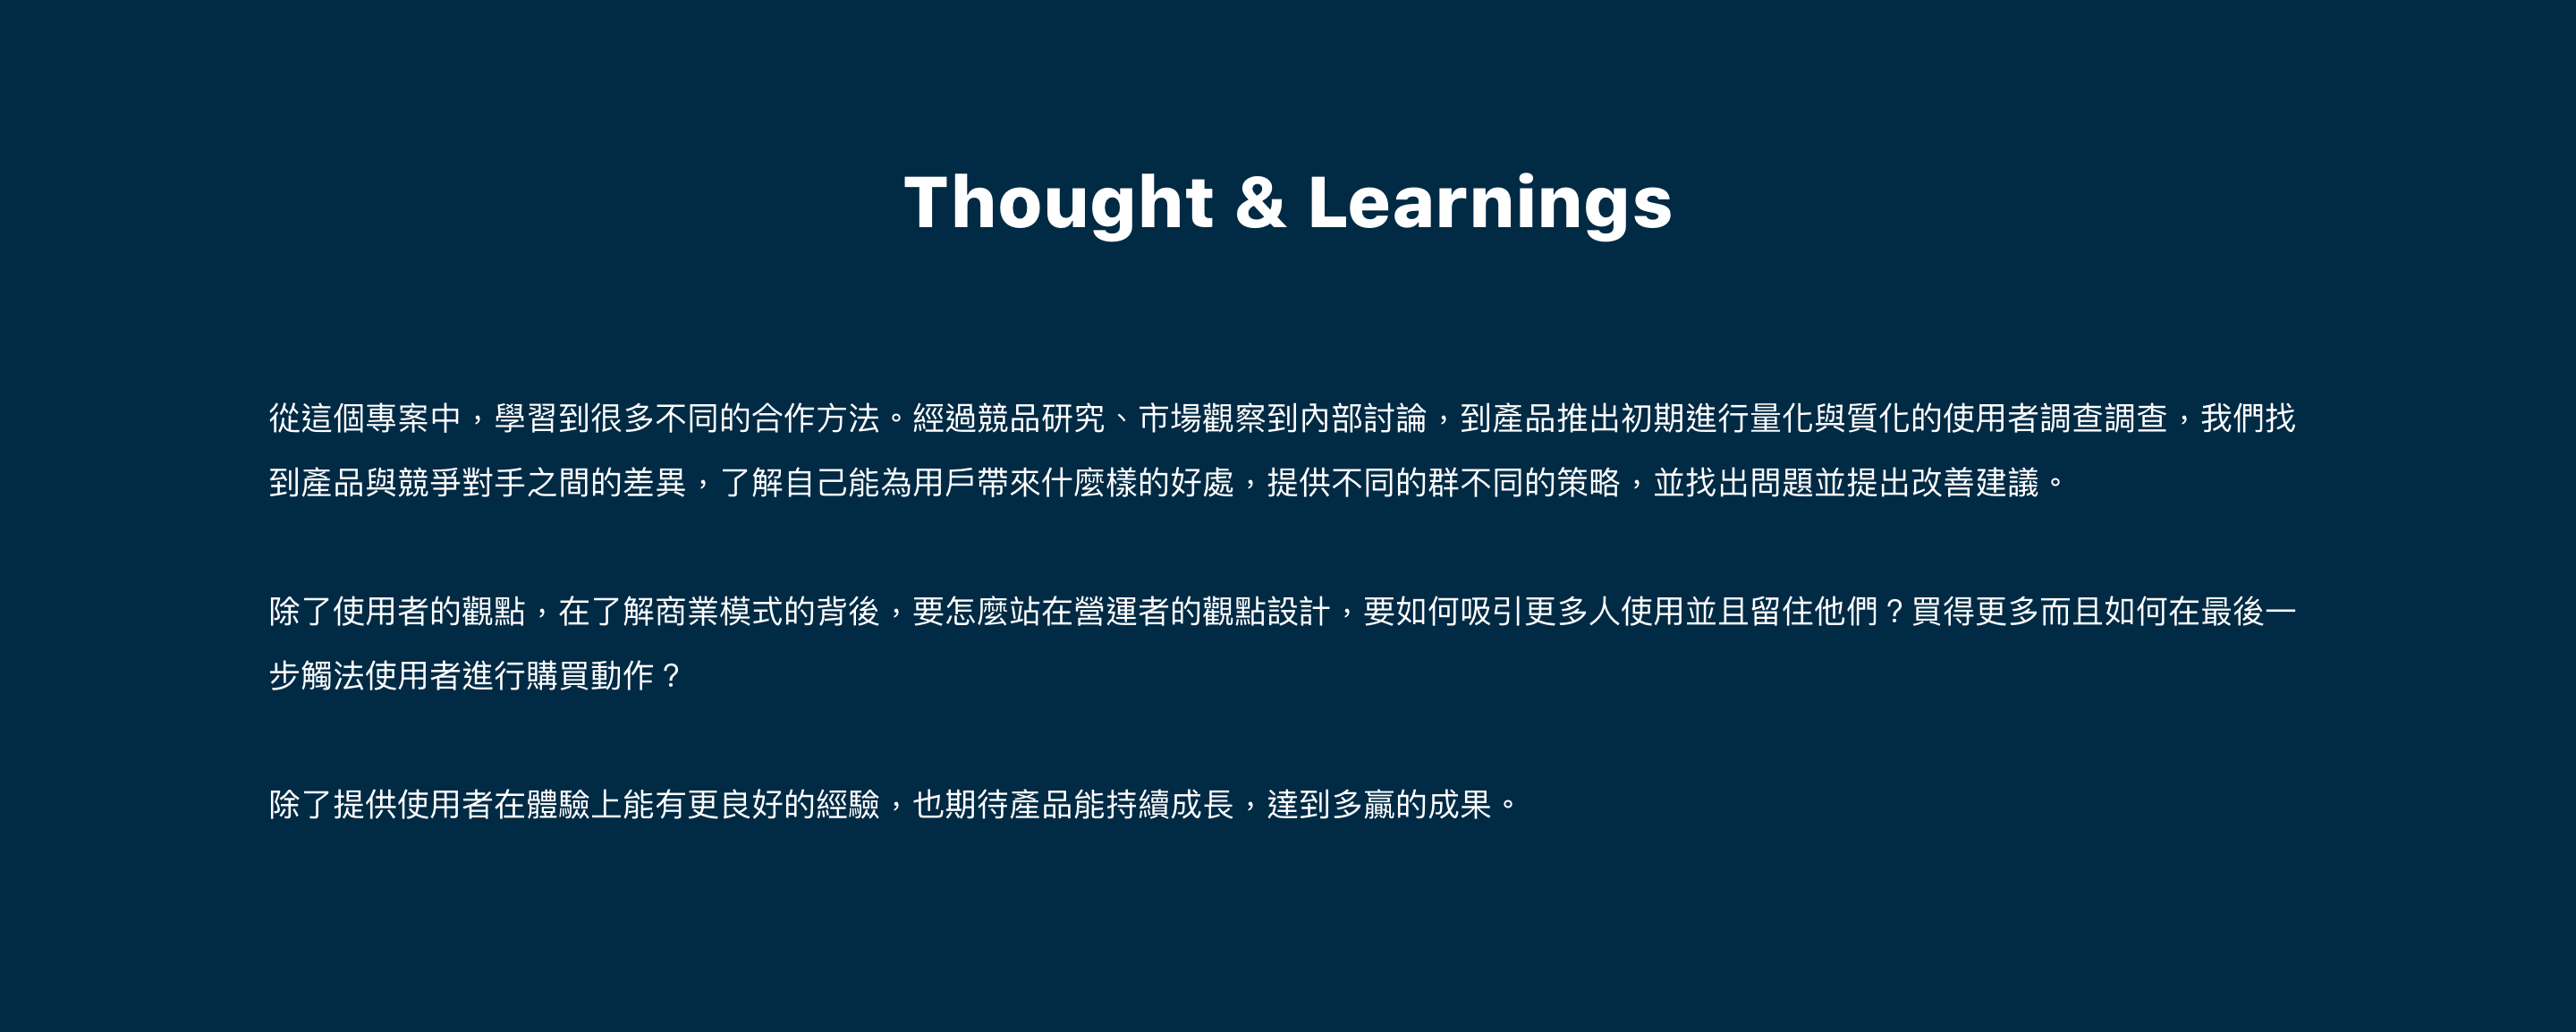 Thought & Learnings
從這個專案中，學習到很多不同的合作方法。經過競品研究、市場觀察到內部討論，到產品推出初期進行量化與質化的使用者調查調查，我們找
到產品與競爭對手之間的差異，了解自己能為用戶帶來什麼樣的好處，提供不同的群不同的策略，並找出問題並提出改善建議。
除了使用者的觀點，在了解商業模式的背後，要怎麼站在營運者的觀點設計，要如何吸引更多人使用並且留住他們？買得更多而且如何在最後一
步觸法使用者進行購買動作？
除了提供使用者在體驗上能有更良好的經驗，也期待產品能持續成長，達到多贏的成果。